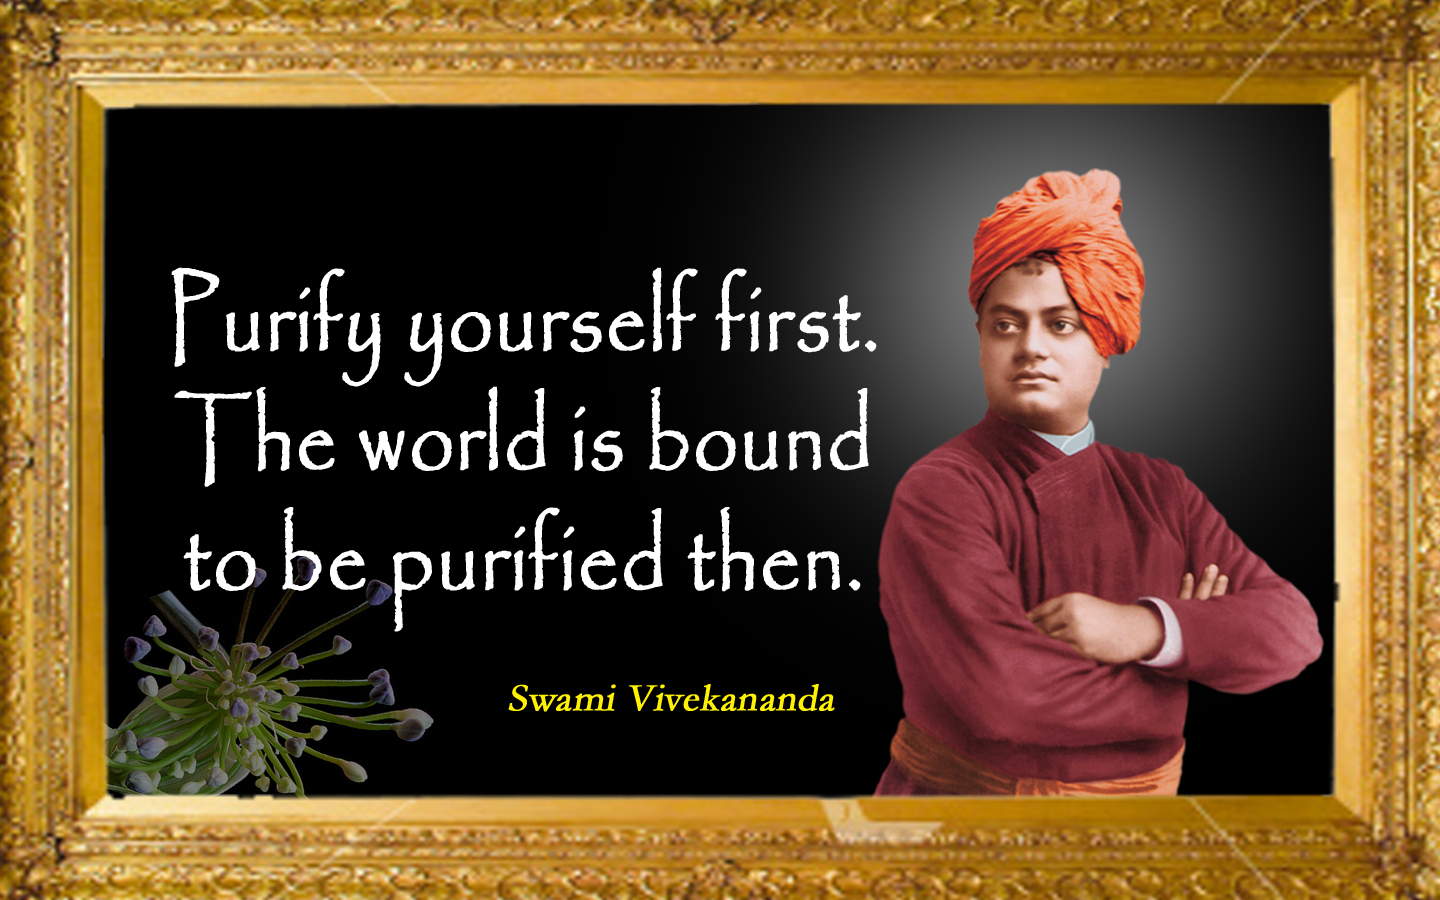 Purify yourself first.
The world is bound
to be purified then.
Swami Vivekananda